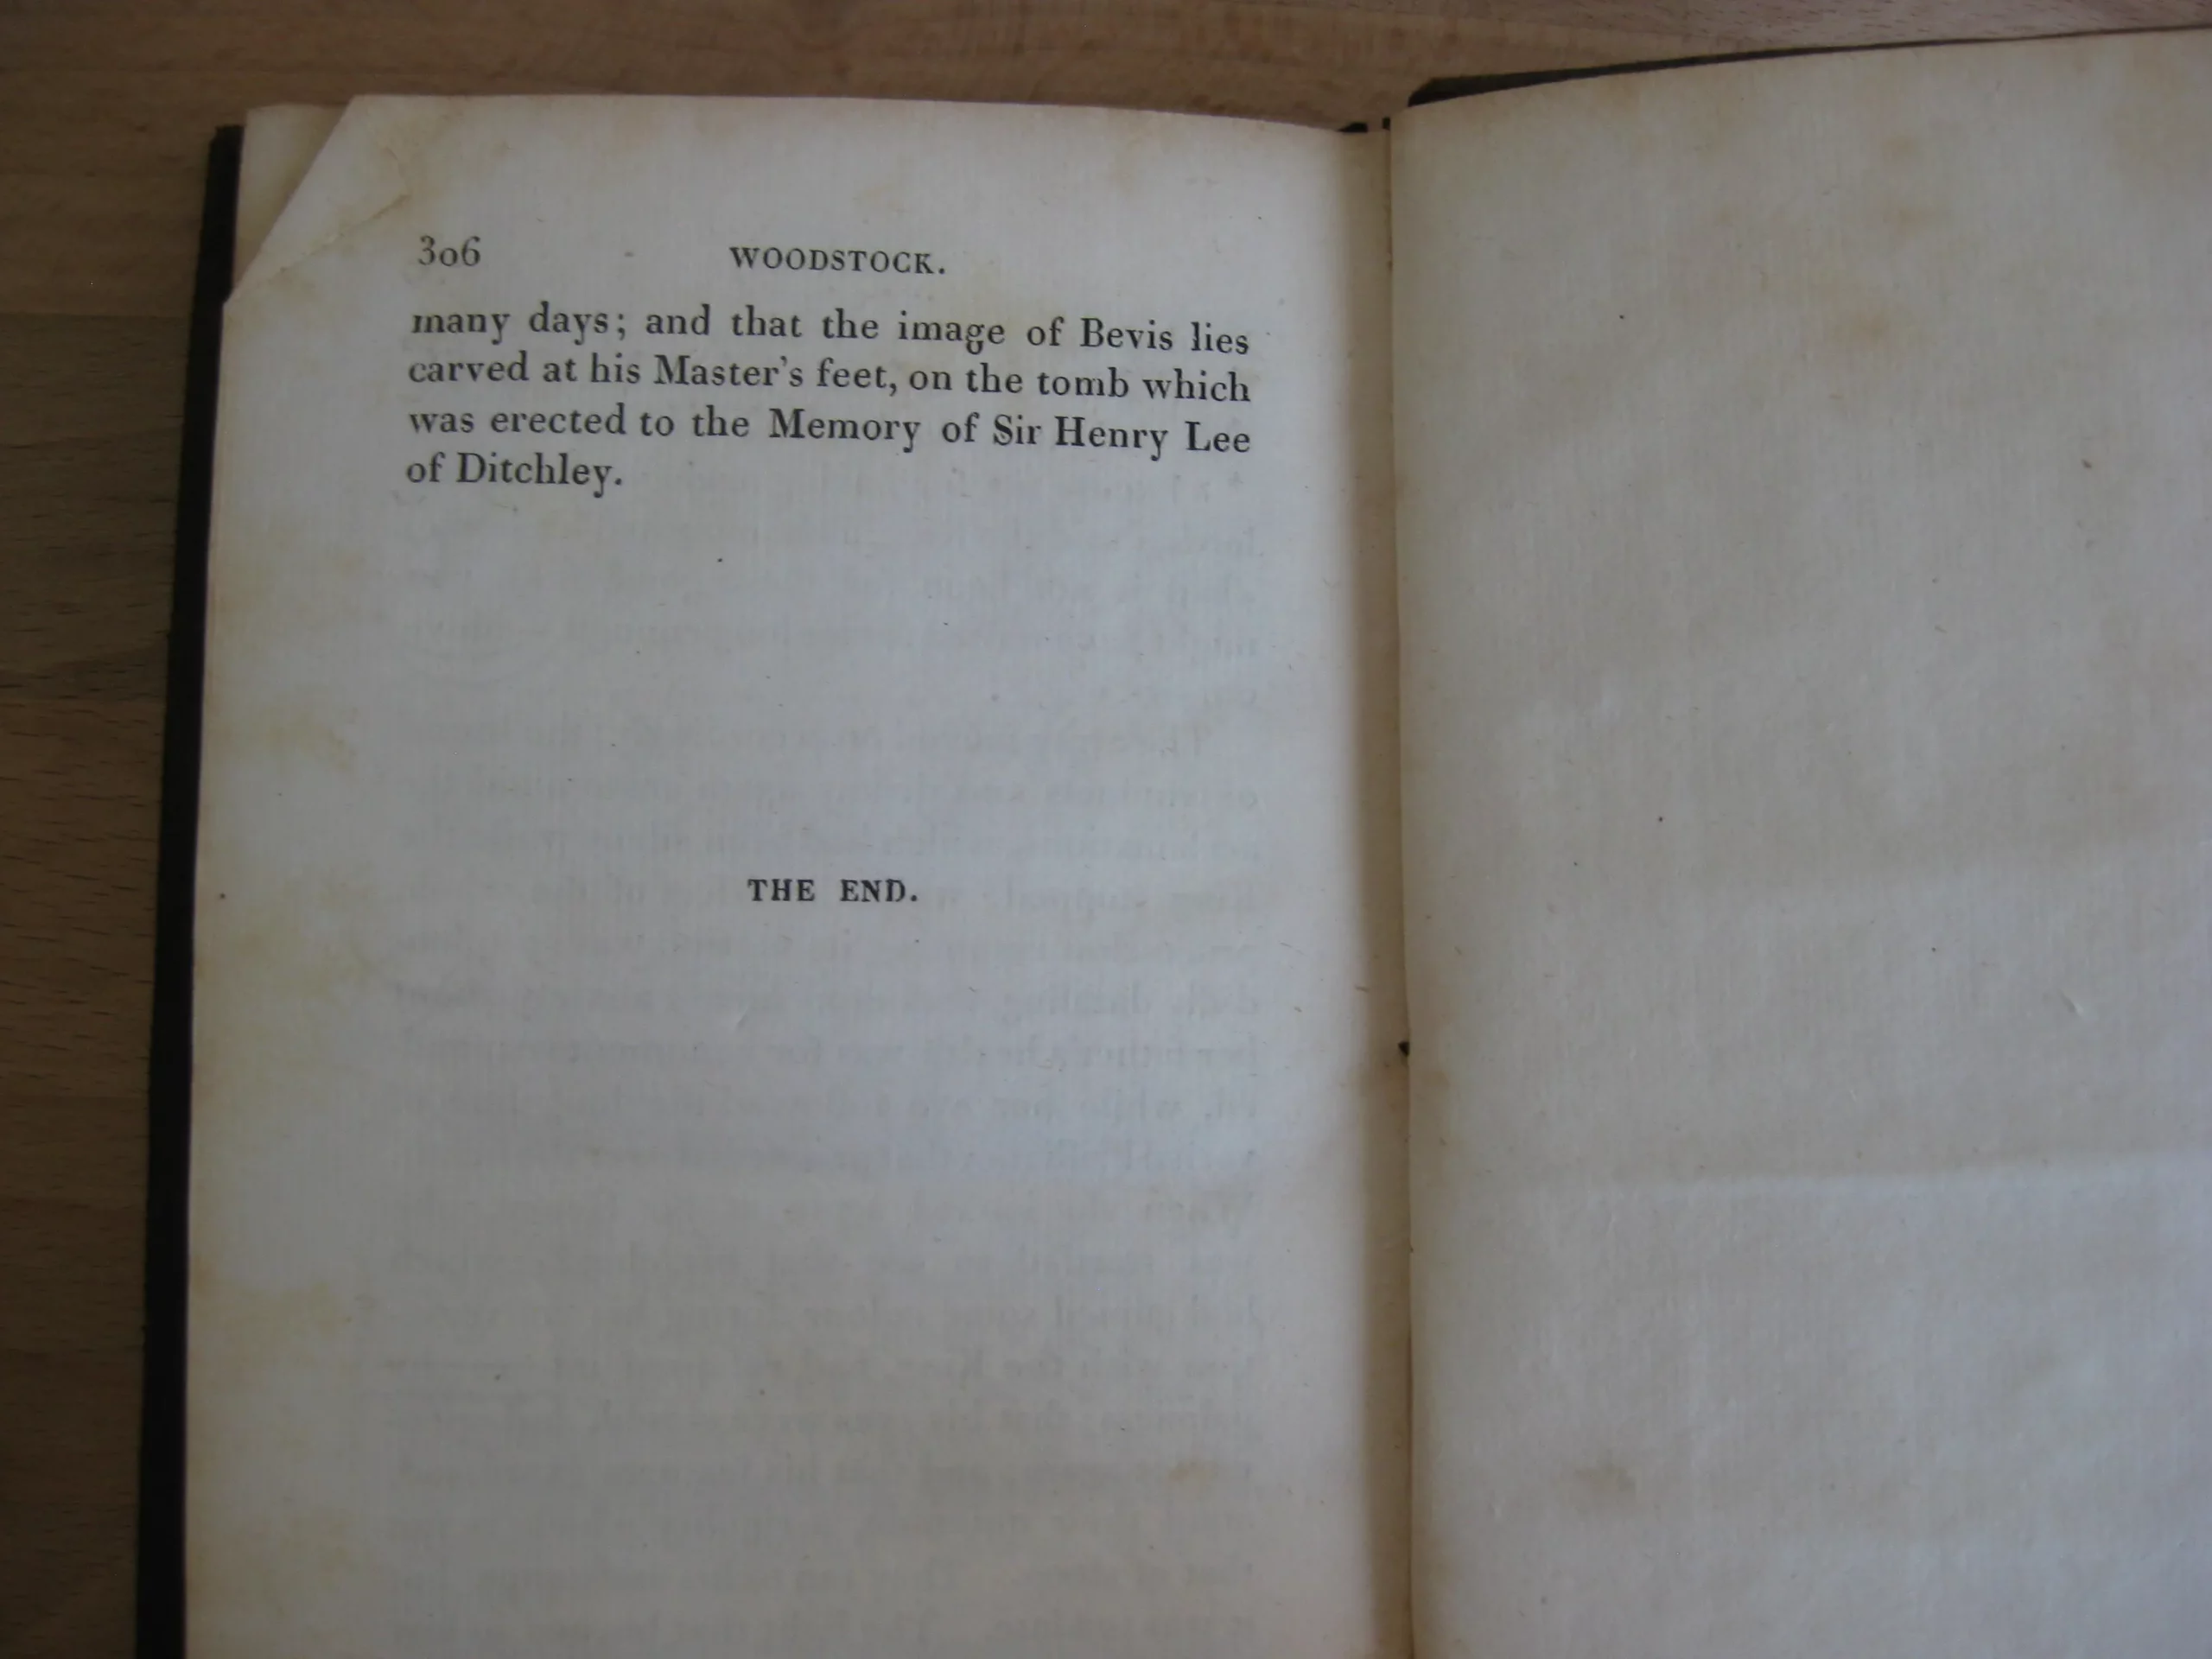 306 WOODSTOCK.
many days; and that the image of Bevis lies
carved at his Master's feet, on the tomb which
was erected to the Memory of Sir Henry Lee
of Ditchley.
THE END.